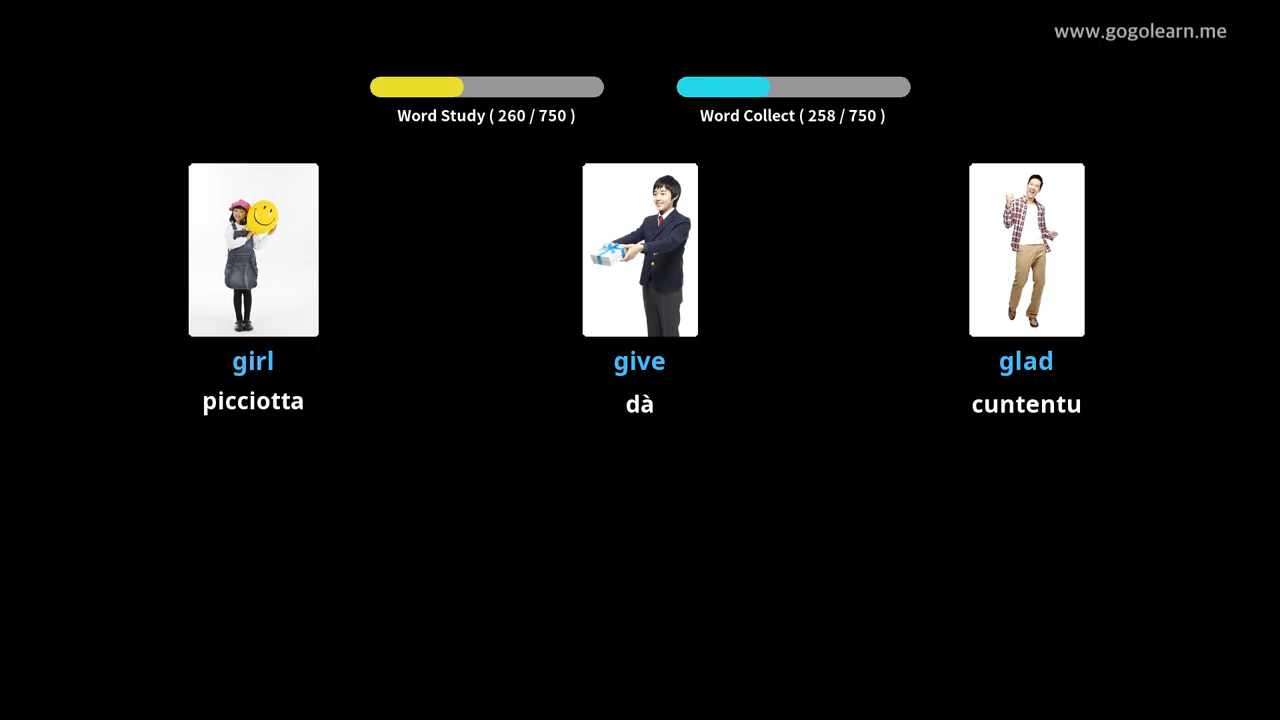 www.gogolearn.me
Word Study ( 260 / 750 )
Word Collect ( 258 / 750 )
girl
give
glad
picciotta
dà
cuntentu